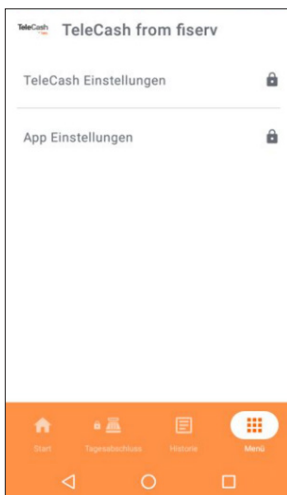 TeleCash TeleCash from fiserv
TeleCash Einstellungen
App Einstellungen
Start Tagesabschluss Historie Menü